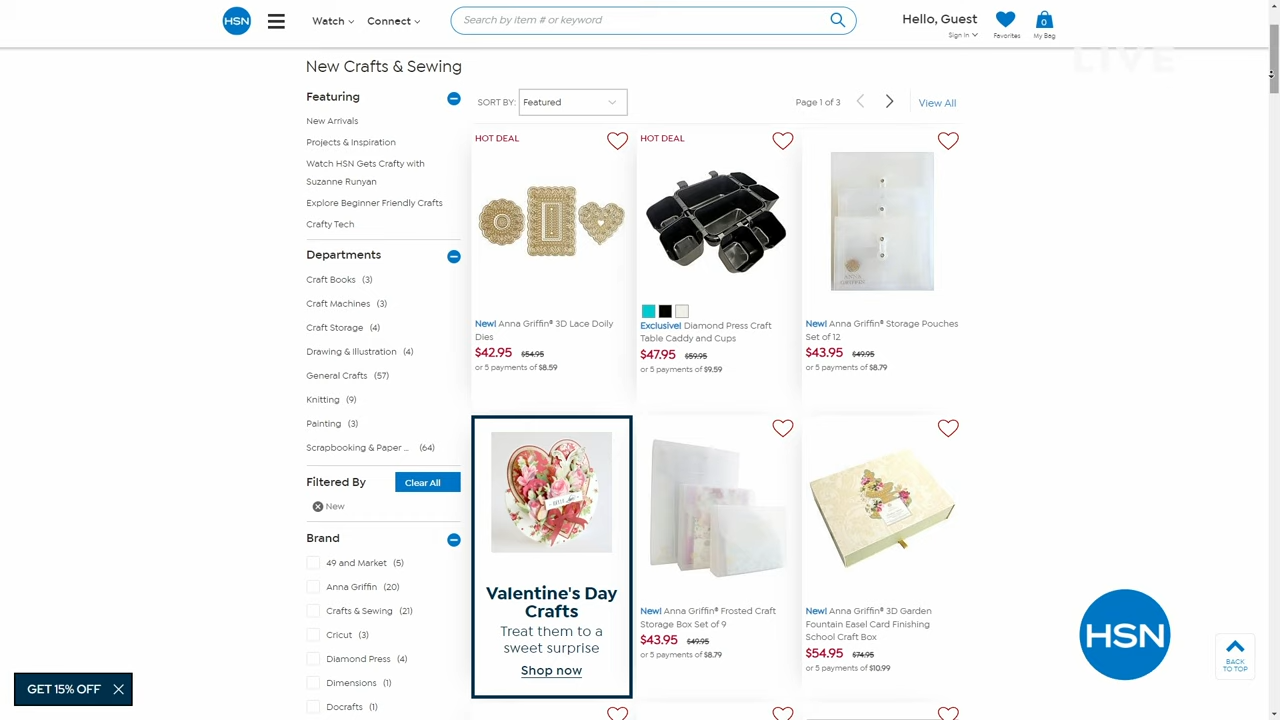 HSN
Watch
Connect
Search by item # or keyword
Hello, Guest
Sign In
Favorites
0
My Bag
LIVE
New Crafts & Sewing
Featuring
New Arrivals
Projects & Inspiration
Watch HSN Gets Crafty with
Suzanne Runyan
Explore Beginner Friendly Crafts
Crafty Tech
Departments
Craft Books (3)
Craft Machines (3)
Craft Storage (4)
Drawing & Illustration (4)
General Crafts (57)
Knitting (9)
Painting (3)
Scrapbooking & Paper ... (64)
Filtered By
Clear All
New
Brand
49 and Market (5)
Anna Griffin (20)
Crafts & Sewing (21)
Cricut (3)
Diamond Press (4)
Dimensions (1)
Docrafts (1)
SORT BY: Featured
Page 1 of 3
View All
HOT DEAL
New! Anna Griffin® 3D Lace Doily
Dies
$42.95 $54.95
or 5 payments of $8.59
HOT DEAL
Exclusive! Diamond Press Craft
Table Caddy and Cups
$47.95 $59.95
or 5 payments of $9.59
New! Anna Griffin® Storage Pouches
Set of 12
$43.95 $49.95
or 5 payments of $8.79
Valentine's Day
Crafts
Treat them to a
sweet surprise
Shop now
New! Anna Griffin® Frosted Craft
Storage Box Set of 9
$43.95 $49.95
or 5 payments of $8.79
New! Anna Griffin® 3D Garden
Fountain Easel Card Finishing
School Craft Box
$54.95 $74.95
or 5 payments of $10.99
HSN
BACK
TO TOP
GET 15% OFF